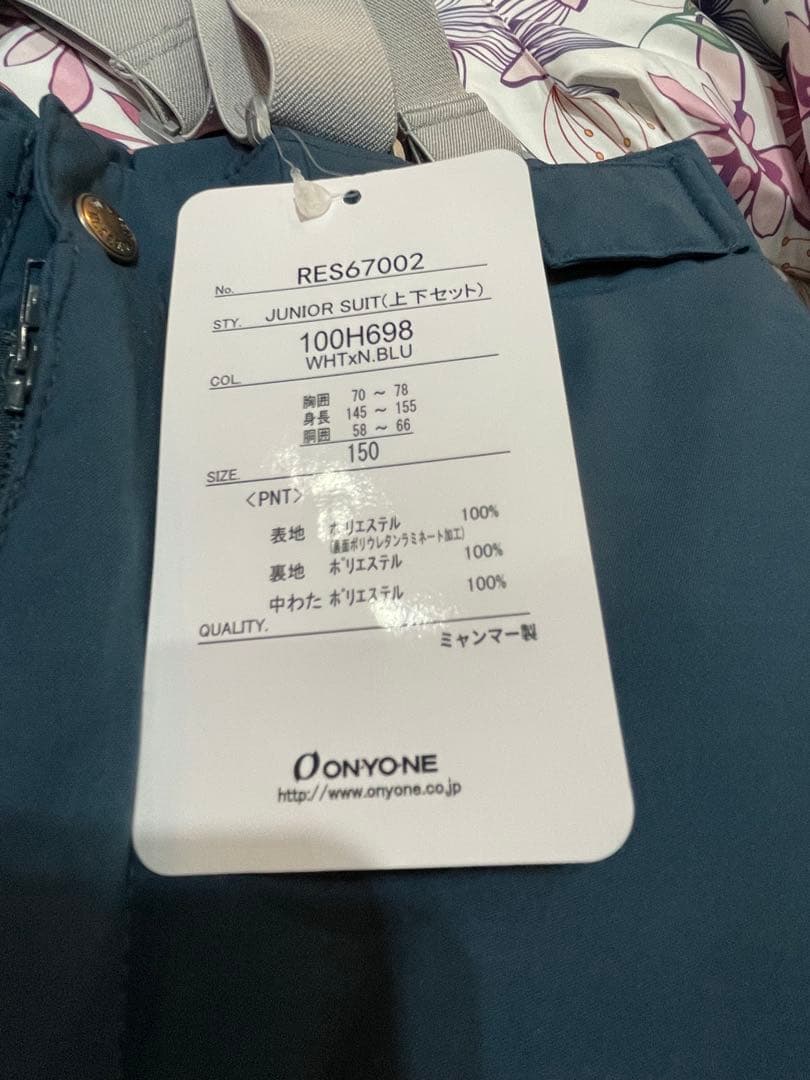 No. RES67002
STY. JUNIOR SUIT(上下セット)
100H698
COL. WHTxN.BLU
胸囲 70 ～ 78
身長 145 ～ 155
胴囲 58 ～ 66
SIZE. 150
<PNT>
表地 ポリエステル 100%
(裏面ポリウレタンラミネート加工)
裏地 ポリエステル 100%
中わた ポリエステル 100%
QUALITY.
ミャンマー製
ONYONE
http://www.onyone.co.jp